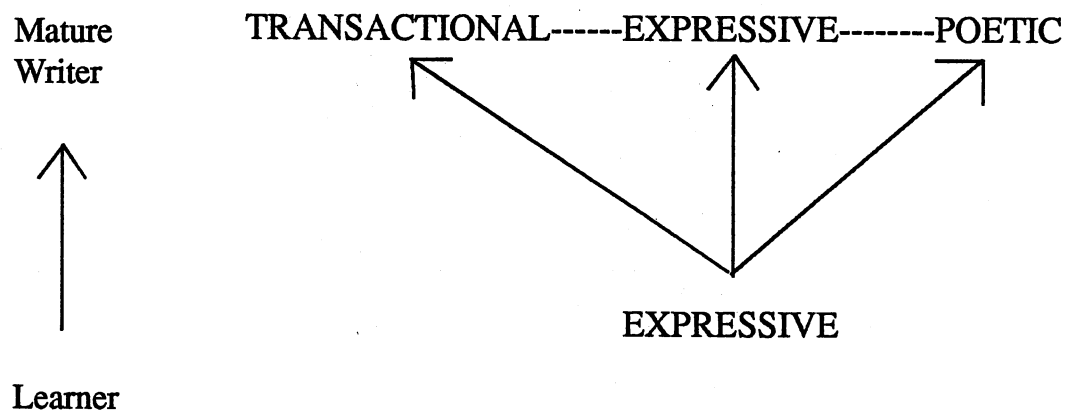 Mature
Writer
TRANSACTIONAL------EXPRESSIVE--------POETIC
EXPRESSIVE
Learner